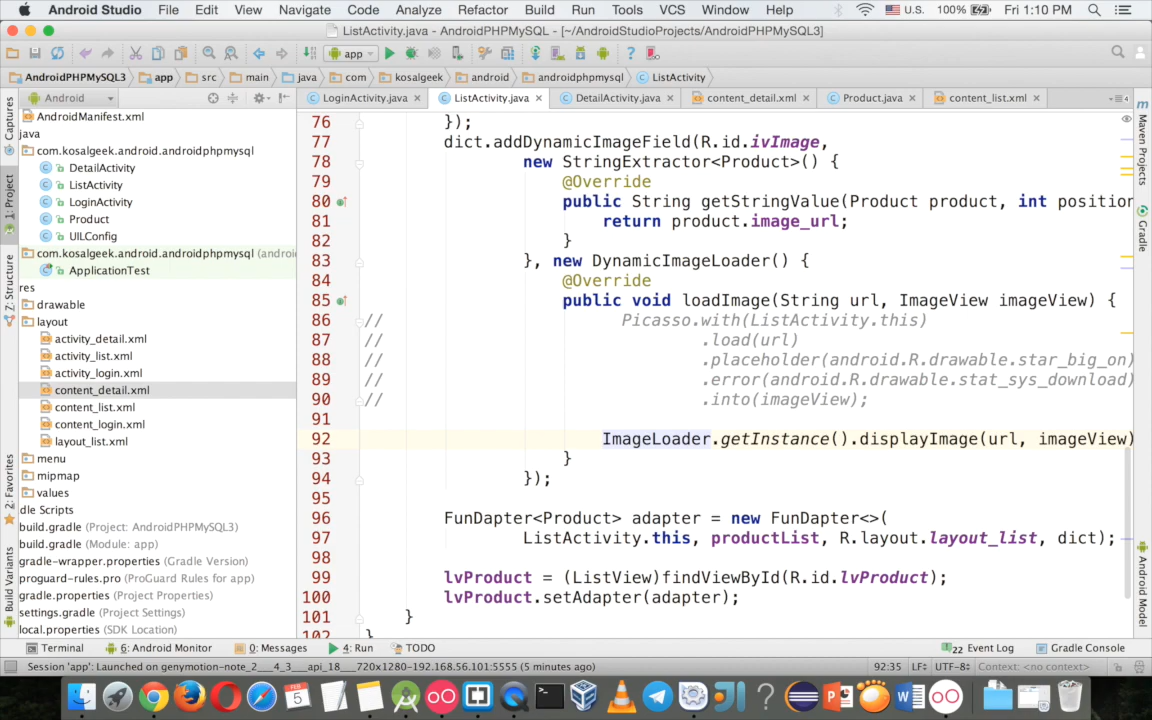 Android Studio File Edit View Navigate Code Analyze Refactor Build Run Tools VCS Window Help U.S. 100% Fri 1:10 PM
ListActivity.java - AndroidPHPMySQL - [~/AndroidStudioProjects/AndroidPHPMySQL3]
app
AndroidPHPMySQL3 app src main java com kosalgeek android androidphpmysql ListActivity
Android LoginActivity.java ListActivity.java DetailActivity.java content_detail.xml Product.java content_list.xml
Captures
1: Project
7: Structure
2: Favorites
Build Variants
AndroidManifest.xml
java
com.kosalgeek.android.androidphpmysql
DetailActivity
ListActivity
LoginActivity
Product
UILConfig
com.kosalgeek.android.androidphpmysql (androi
ApplicationTest
res
drawable
layout
activity_detail.xml
activity_list.xml
activity_login.xml
content_detail.xml
content_list.xml
content_login.xml
layout_list.xml
menu
mipmap
values
dle Scripts
build.gradle (Project: AndroidPHPMySQL3)
build.gradle (Module: app)
gradle-wrapper.properties (Gradle Version)
proguard-rules.pro (ProGuard Rules for app)
gradle.properties (Project Properties)
settings.gradle (Project Settings)
local.properties (SDK Location)
76 });
77 dict.addDynamicImageField(R.id.ivImage,
78 new StringExtractor<Product>() {
79 @Override
80 public String getStringValue(Product product, int position
81 return product.image_url;
82 }
83 }, new DynamicImageLoader() {
84 @Override
85 public void loadImage(String url, ImageView imageView) {
86 // Picasso.with(ListActivity.this)
87 // .load(url)
88 // .placeholder(android.R.drawable.star_big_on)
89 // .error(android.R.drawable.stat_sys_download)
90 // .into(imageView);
91
92 ImageLoader.getInstance().displayImage(url, imageView)
93 }
94 });
95
96 FunDapter<Product> adapter = new FunDapter<>(
97 ListActivity.this, productList, R.layout.layout_list, dict);
98
99 lvProduct = (ListView)findViewById(R.id.lvProduct);
100 lvProduct.setAdapter(adapter);
101 }
102 }
Maven Projects
Gradle
Android Model
Terminal 6: Android Monitor 0: Messages 4: Run TODO 22 Event Log Gradle Console
Session 'app': Launched on genymotion-note_2___4_3___api_18___720x1280-192.168.56.101:5555 (5 minutes ago) 92:35 LF UTF-8 Context: <no context>